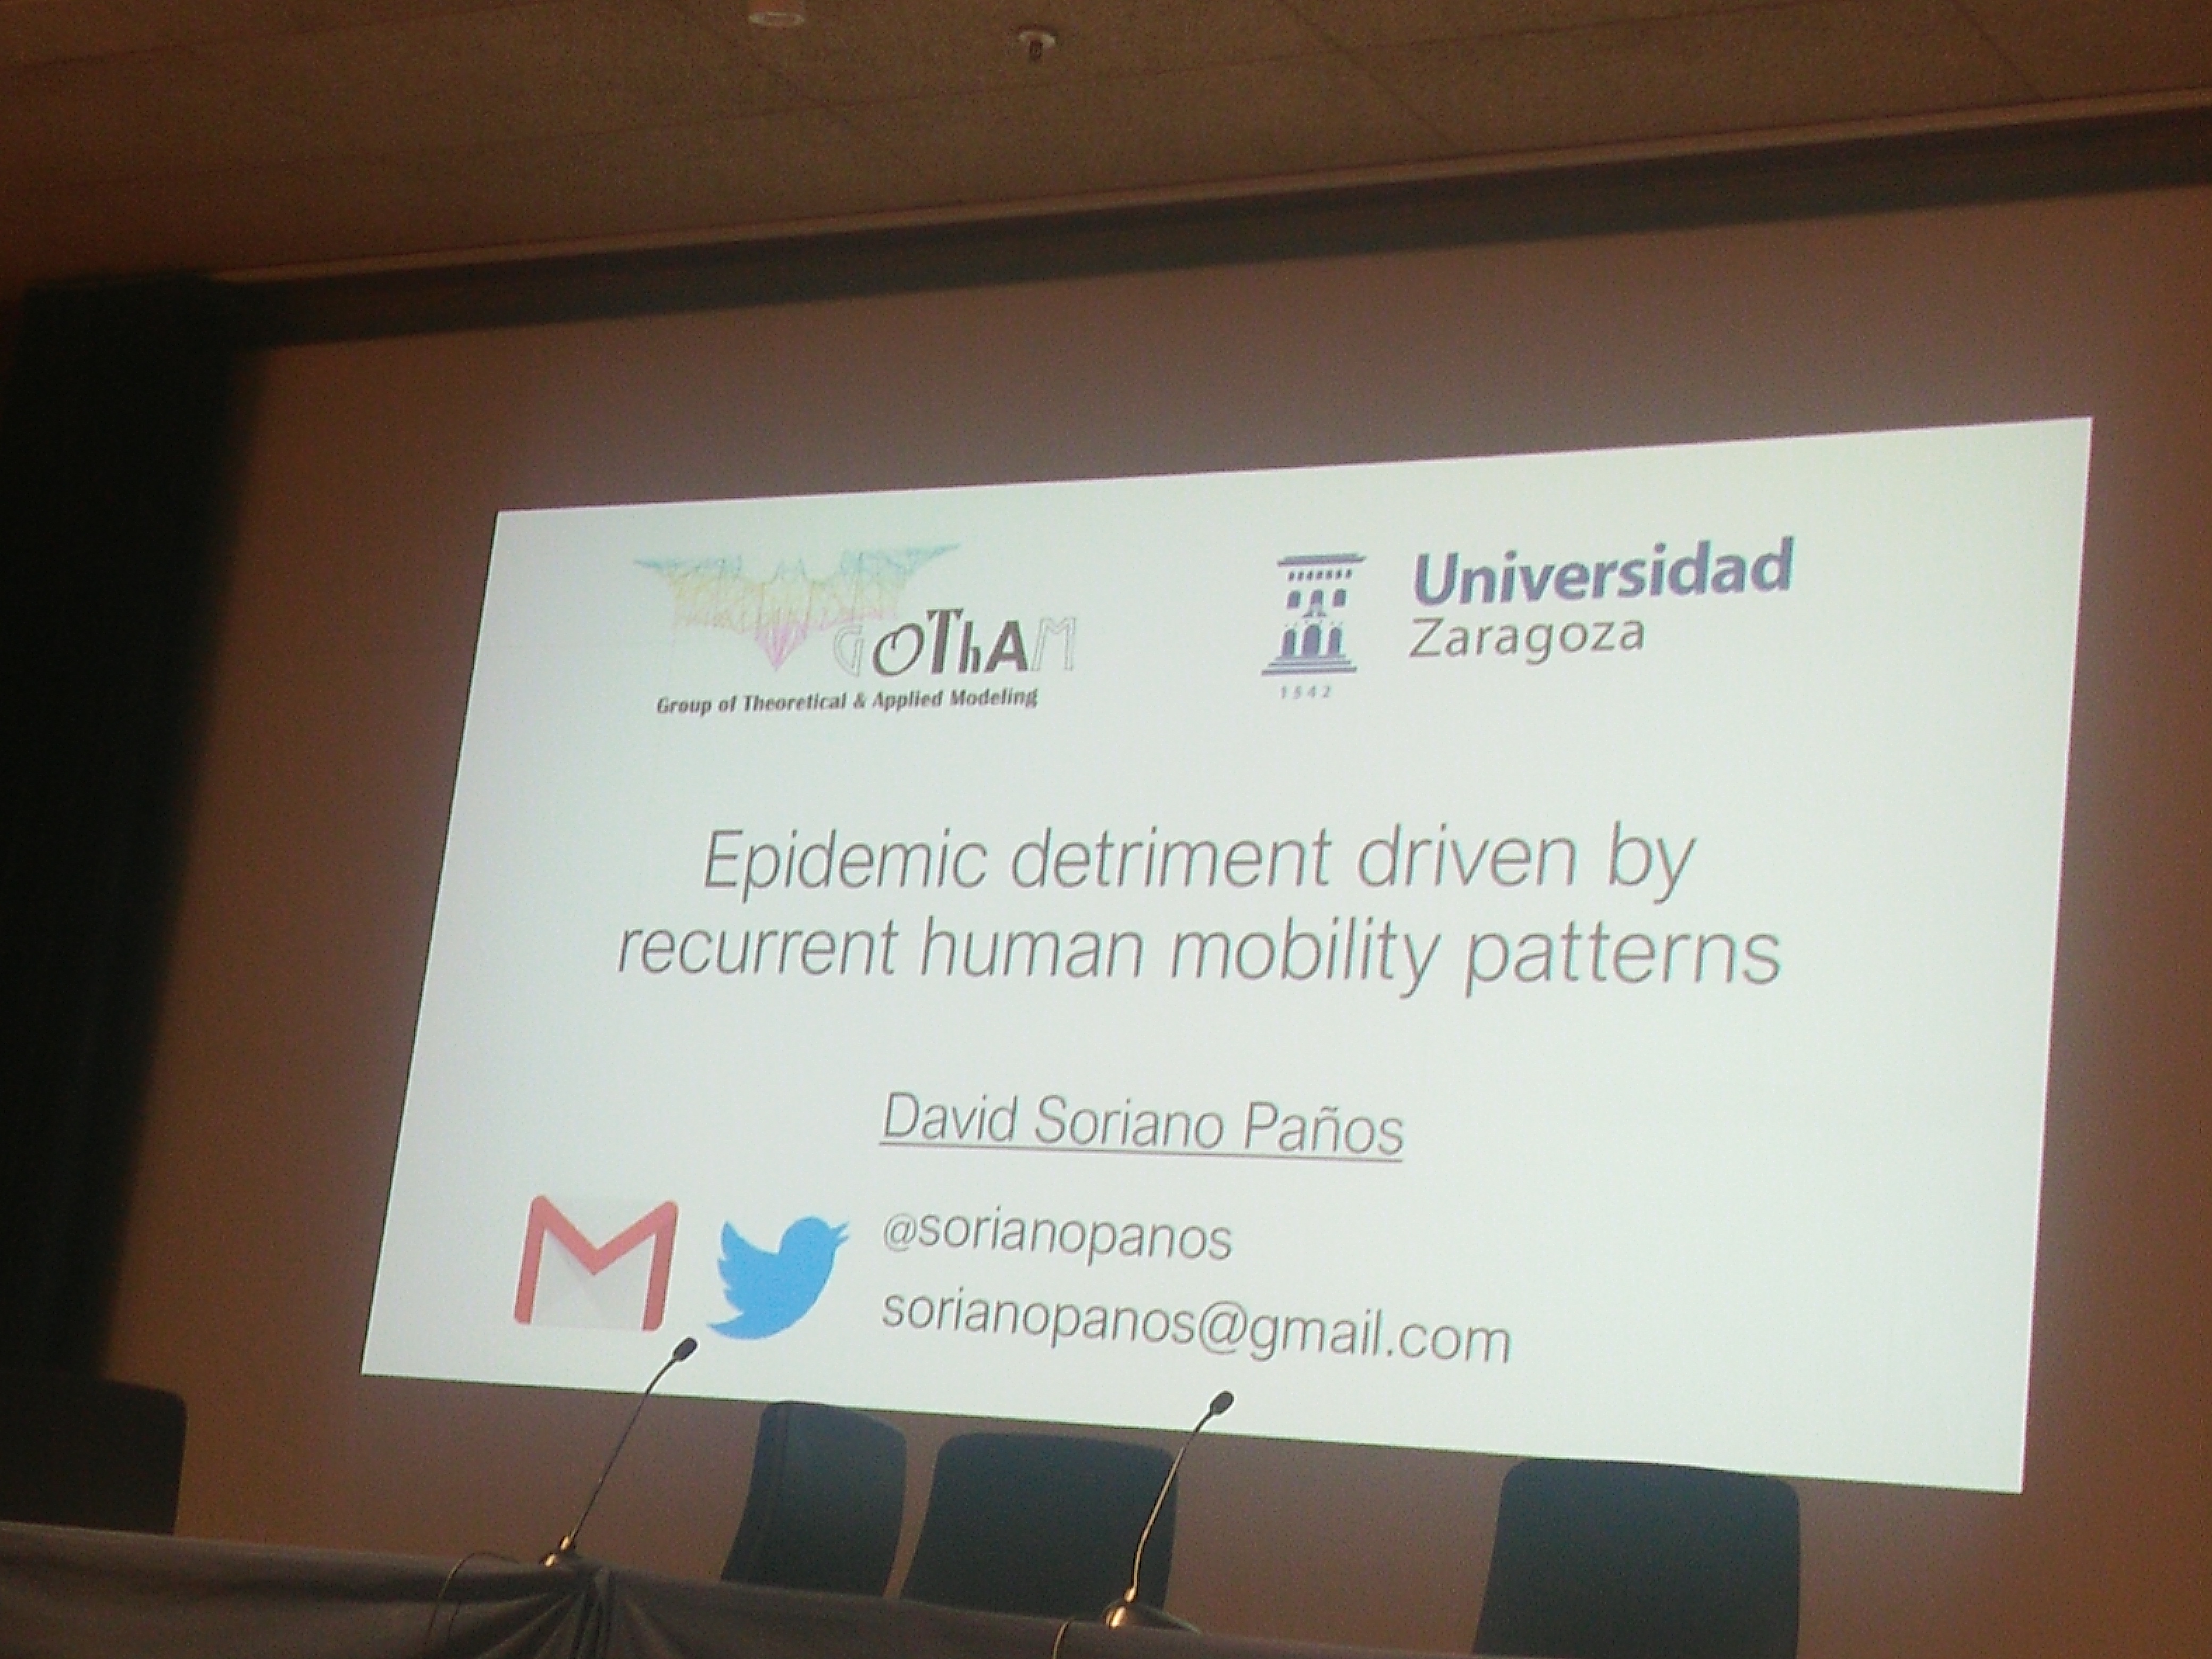 GOThAM
Group of Theoretical & Applied Modeling
Universidad
Zaragoza
1542
Epidemic detriment driven by
recurrent human mobility patterns
David Soriano Paños
@sorianopanos
sorianopanos@gmail.com